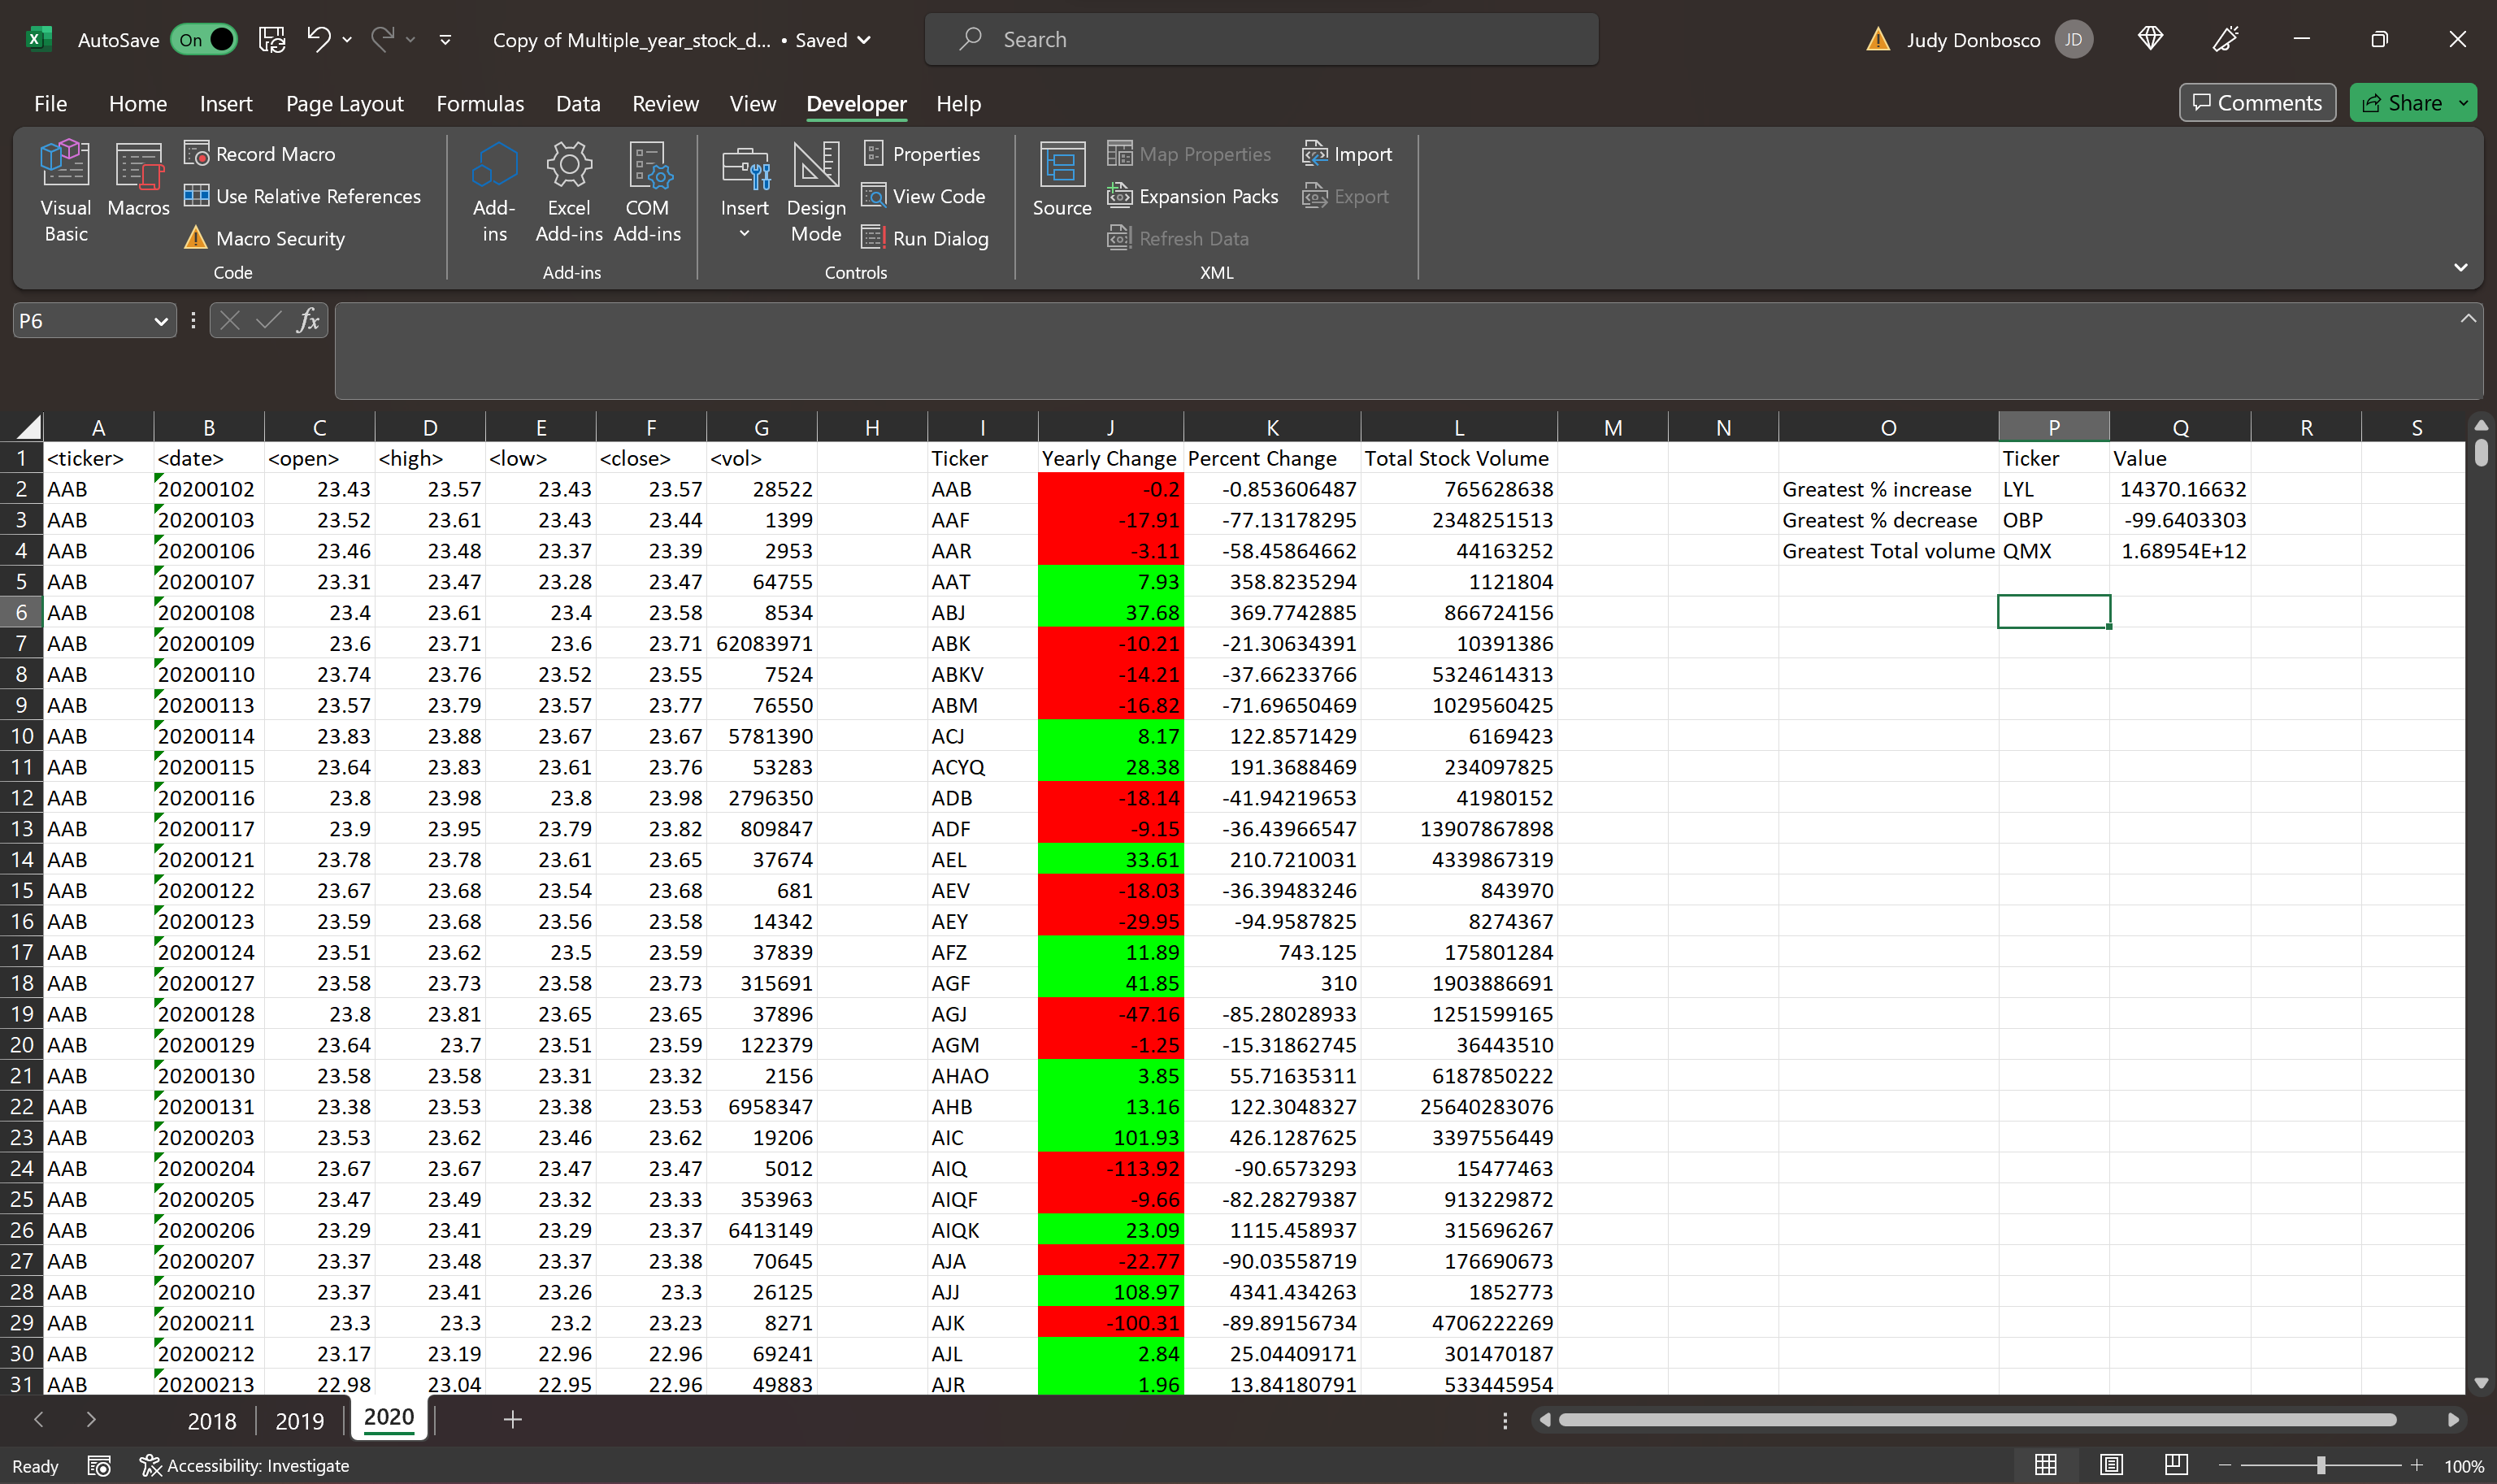 AutoSave On Copy of Multiple_year_stock_d... • Saved Search Judy Donbosco JD
File Home Insert Page Layout Formulas Data Review View Developer Help Comments Share
Visual Basic
Macros
Record Macro
Use Relative References
Macro Security
Code
Add-ins
Excel Add-ins
COM Add-ins
Add-ins
Insert
Design Mode
Properties
View Code
Run Dialog
Controls
Source
Map Properties
Expansion Packs
Refresh Data
Import
Export
XML
P6 fx
A B C D E F G H I J K L M N O P Q R S
1 <ticker> <date> <open> <high> <low> <close> <vol> Ticker Yearly Change Percent Change Total Stock Volume Ticker Value
2 AAB 20200102 23.43 23.57 23.43 23.57 28522 AAB -0.2 -0.853606487 765628638 Greatest % increase LYL 14370.16632
3 AAB 20200103 23.52 23.61 23.43 23.44 1399 AAF -17.91 -77.13178295 2348251513 Greatest % decrease OBP -99.6403303
4 AAB 20200106 23.46 23.48 23.37 23.39 2953 AAR -3.11 -58.45864662 44163252 Greatest Total volume QMX 1.68954E+12
5 AAB 20200107 23.31 23.47 23.28 23.47 64755 AAT 7.93 358.8235294 1121804
6 AAB 20200108 23.4 23.61 23.4 23.58 8534 ABJ 37.68 369.7742885 866724156
7 AAB 20200109 23.6 23.71 23.6 23.71 62083971 ABK -10.21 -21.30634391 10391386
8 AAB 20200110 23.74 23.76 23.52 23.55 7524 ABKV -14.21 -37.66233766 5324614313
9 AAB 20200113 23.57 23.79 23.57 23.77 76550 ABM -16.82 -71.69650469 1029560425
10 AAB 20200114 23.83 23.88 23.67 23.67 5781390 ACJ 8.17 122.8571429 6169423
11 AAB 20200115 23.64 23.83 23.61 23.76 53283 ACYQ 28.38 191.3688469 234097825
12 AAB 20200116 23.8 23.98 23.8 23.98 2796350 ADB -18.14 -41.94219653 41980152
13 AAB 20200117 23.9 23.95 23.79 23.82 809847 ADF -9.15 -36.43966547 13907867898
14 AAB 20200121 23.78 23.78 23.61 23.65 37674 AEL 33.61 210.7210031 4339867319
15 AAB 20200122 23.67 23.68 23.54 23.68 681 AEV -18.03 -36.39483246 843970
16 AAB 20200123 23.59 23.68 23.56 23.58 14342 AEY -29.95 -94.9587825 8274367
17 AAB 20200124 23.51 23.62 23.5 23.59 37839 AFZ 11.89 743.125 175801284
18 AAB 20200127 23.58 23.73 23.58 23.73 315691 AGF 41.85 310 1903886691
19 AAB 20200128 23.8 23.81 23.65 23.65 37896 AGJ -47.16 -85.28028933 1251599165
20 AAB 20200129 23.64 23.7 23.51 23.59 122379 AGM -1.25 -15.31862745 36443510
21 AAB 20200130 23.58 23.58 23.31 23.32 2156 AHAO 3.85 55.71635311 6187850222
22 AAB 20200131 23.38 23.53 23.38 23.53 6958347 AHB 13.16 122.3048327 25640283076
23 AAB 20200203 23.53 23.62 23.46 23.62 19206 AIC 101.93 426.1287625 3397556449
24 AAB 20200204 23.67 23.67 23.47 23.47 5012 AIQ -113.92 -90.6573293 15477463
25 AAB 20200205 23.47 23.49 23.32 23.33 353963 AIQF -9.66 -82.28279387 913229872
26 AAB 20200206 23.29 23.41 23.29 23.37 6413149 AIQK 23.09 1115.458937 315696267
27 AAB 20200207 23.37 23.48 23.37 23.38 70645 AJA -22.77 -90.03558719 176690673
28 AAB 20200210 23.37 23.41 23.26 23.3 26125 AJJ 108.97 4341.434263 1852773
29 AAB 20200211 23.3 23.3 23.2 23.23 8271 AJK -100.31 -89.89156734 4706222269
30 AAB 20200212 23.17 23.19 22.96 22.96 69241 AJL 2.84 25.04409171 301470187
31 AAB 20200213 22.98 23.04 22.95 22.96 49883 AJR 1.96 13.84180791 533445954
2018 2019 2020
Ready Accessibility: Investigate 100%